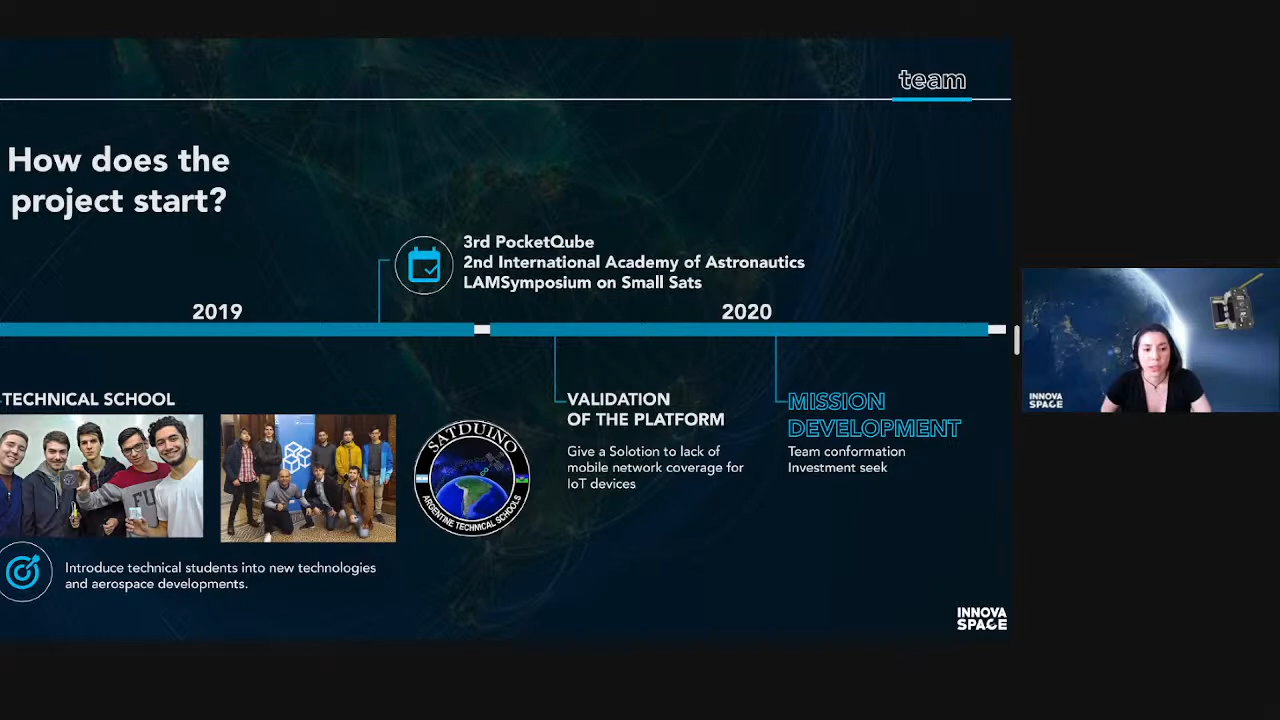 team
How does the
project start?
3rd PocketQube
2nd International Academy of Astronautics
LAMSymposium on Small Sats
2019
2020
TECHNICAL SCHOOL
VALIDATION
OF THE PLATFORM
Give a Solotion to lack of
mobile network coverage for
IoT devices
MISSION
DEVELOPMENT
Team conformation
Investment seek
SATDUINO
ARGENTINE TECHNICAL SCHOOLS
FU
Introduce technical students into new technologies
and aerospace developments.
INNOVA
SPACE
INNOVA
SPACE